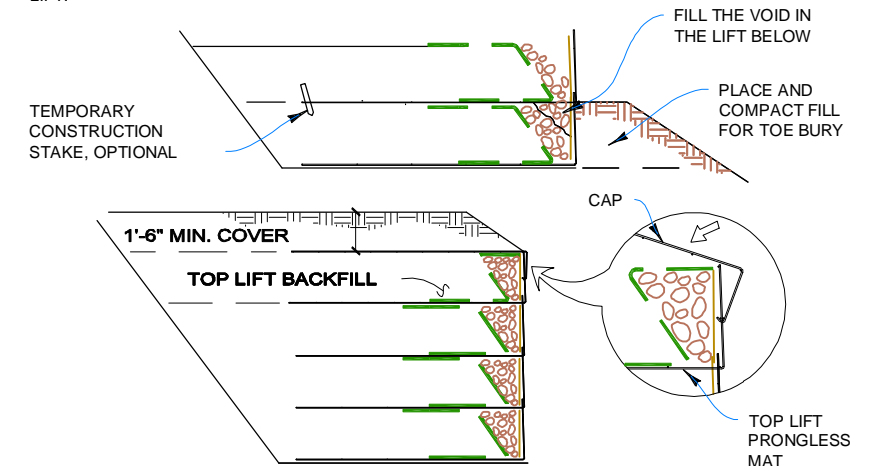 FILL THE VOID IN
THE LIFT BELOW
PLACE AND
COMPACT FILL
FOR TOE BURY
TEMPORARY
CONSTRUCTION
STAKE, OPTIONAL
CAP
1'-6" MIN. COVER
TOP LIFT BACKFILL
TOP LIFT
PRONGLESS
MAT